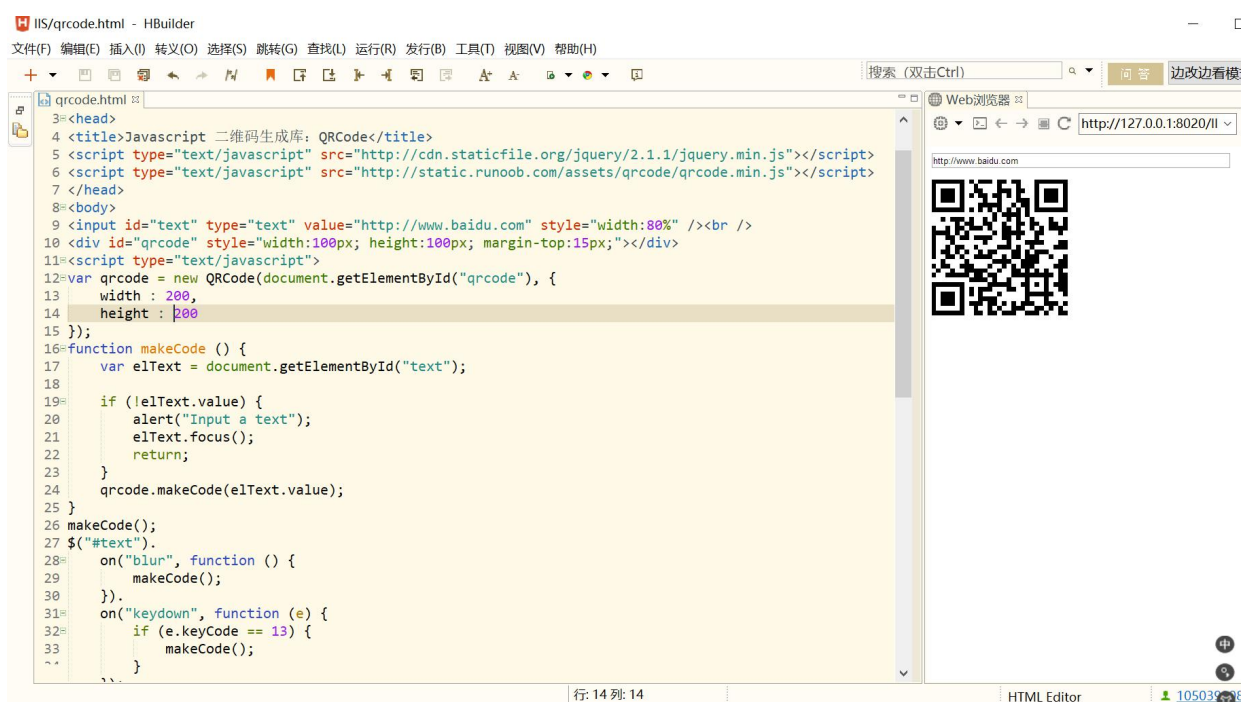 IIS/qrcode.html - HBuilder
文件(F) 编辑(E) 插入(I) 转义(O) 选择(S) 跳转(G) 查找(L) 运行(R) 发行(B) 工具(T) 视图(V) 帮助(H)
搜索 (双击Ctrl) 问 答 边改边看模
qrcode.html
3 <head>
4 <title>Javascript 二维码生成库：QRCode</title>
5 <script type="text/javascript" src="http://cdn.staticfile.org/jquery/2.1.1/jquery.min.js"></script>
6 <script type="text/javascript" src="http://static.runoob.com/assets/qrcode/qrcode.min.js"></script>
7 </head>
8 <body>
9 <input id="text" type="text" value="http://www.baidu.com" style="width:80%" /><br />
10 <div id="qrcode" style="width:100px; height:100px; margin-top:15px;"></div>
11 <script type="text/javascript">
12 var qrcode = new QRCode(document.getElementById("qrcode"), {
13     width : 200,
14     height : 200
15 });
16 function makeCode () {
17     var elText = document.getElementById("text");
18
19     if (!elText.value) {
20         alert("Input a text");
21         elText.focus();
22         return;
23     }
24     qrcode.makeCode(elText.value);
25 }
26 makeCode();
27 $("#text").
28     on("blur", function () {
29         makeCode();
30     }).
31     on("keydown", function (e) {
32         if (e.keyCode == 13) {
33             makeCode();
        }
Web浏览器
http://127.0.0.1:8020/II
http://www.baidu.com
中
行: 14 列: 14
HTML Editor